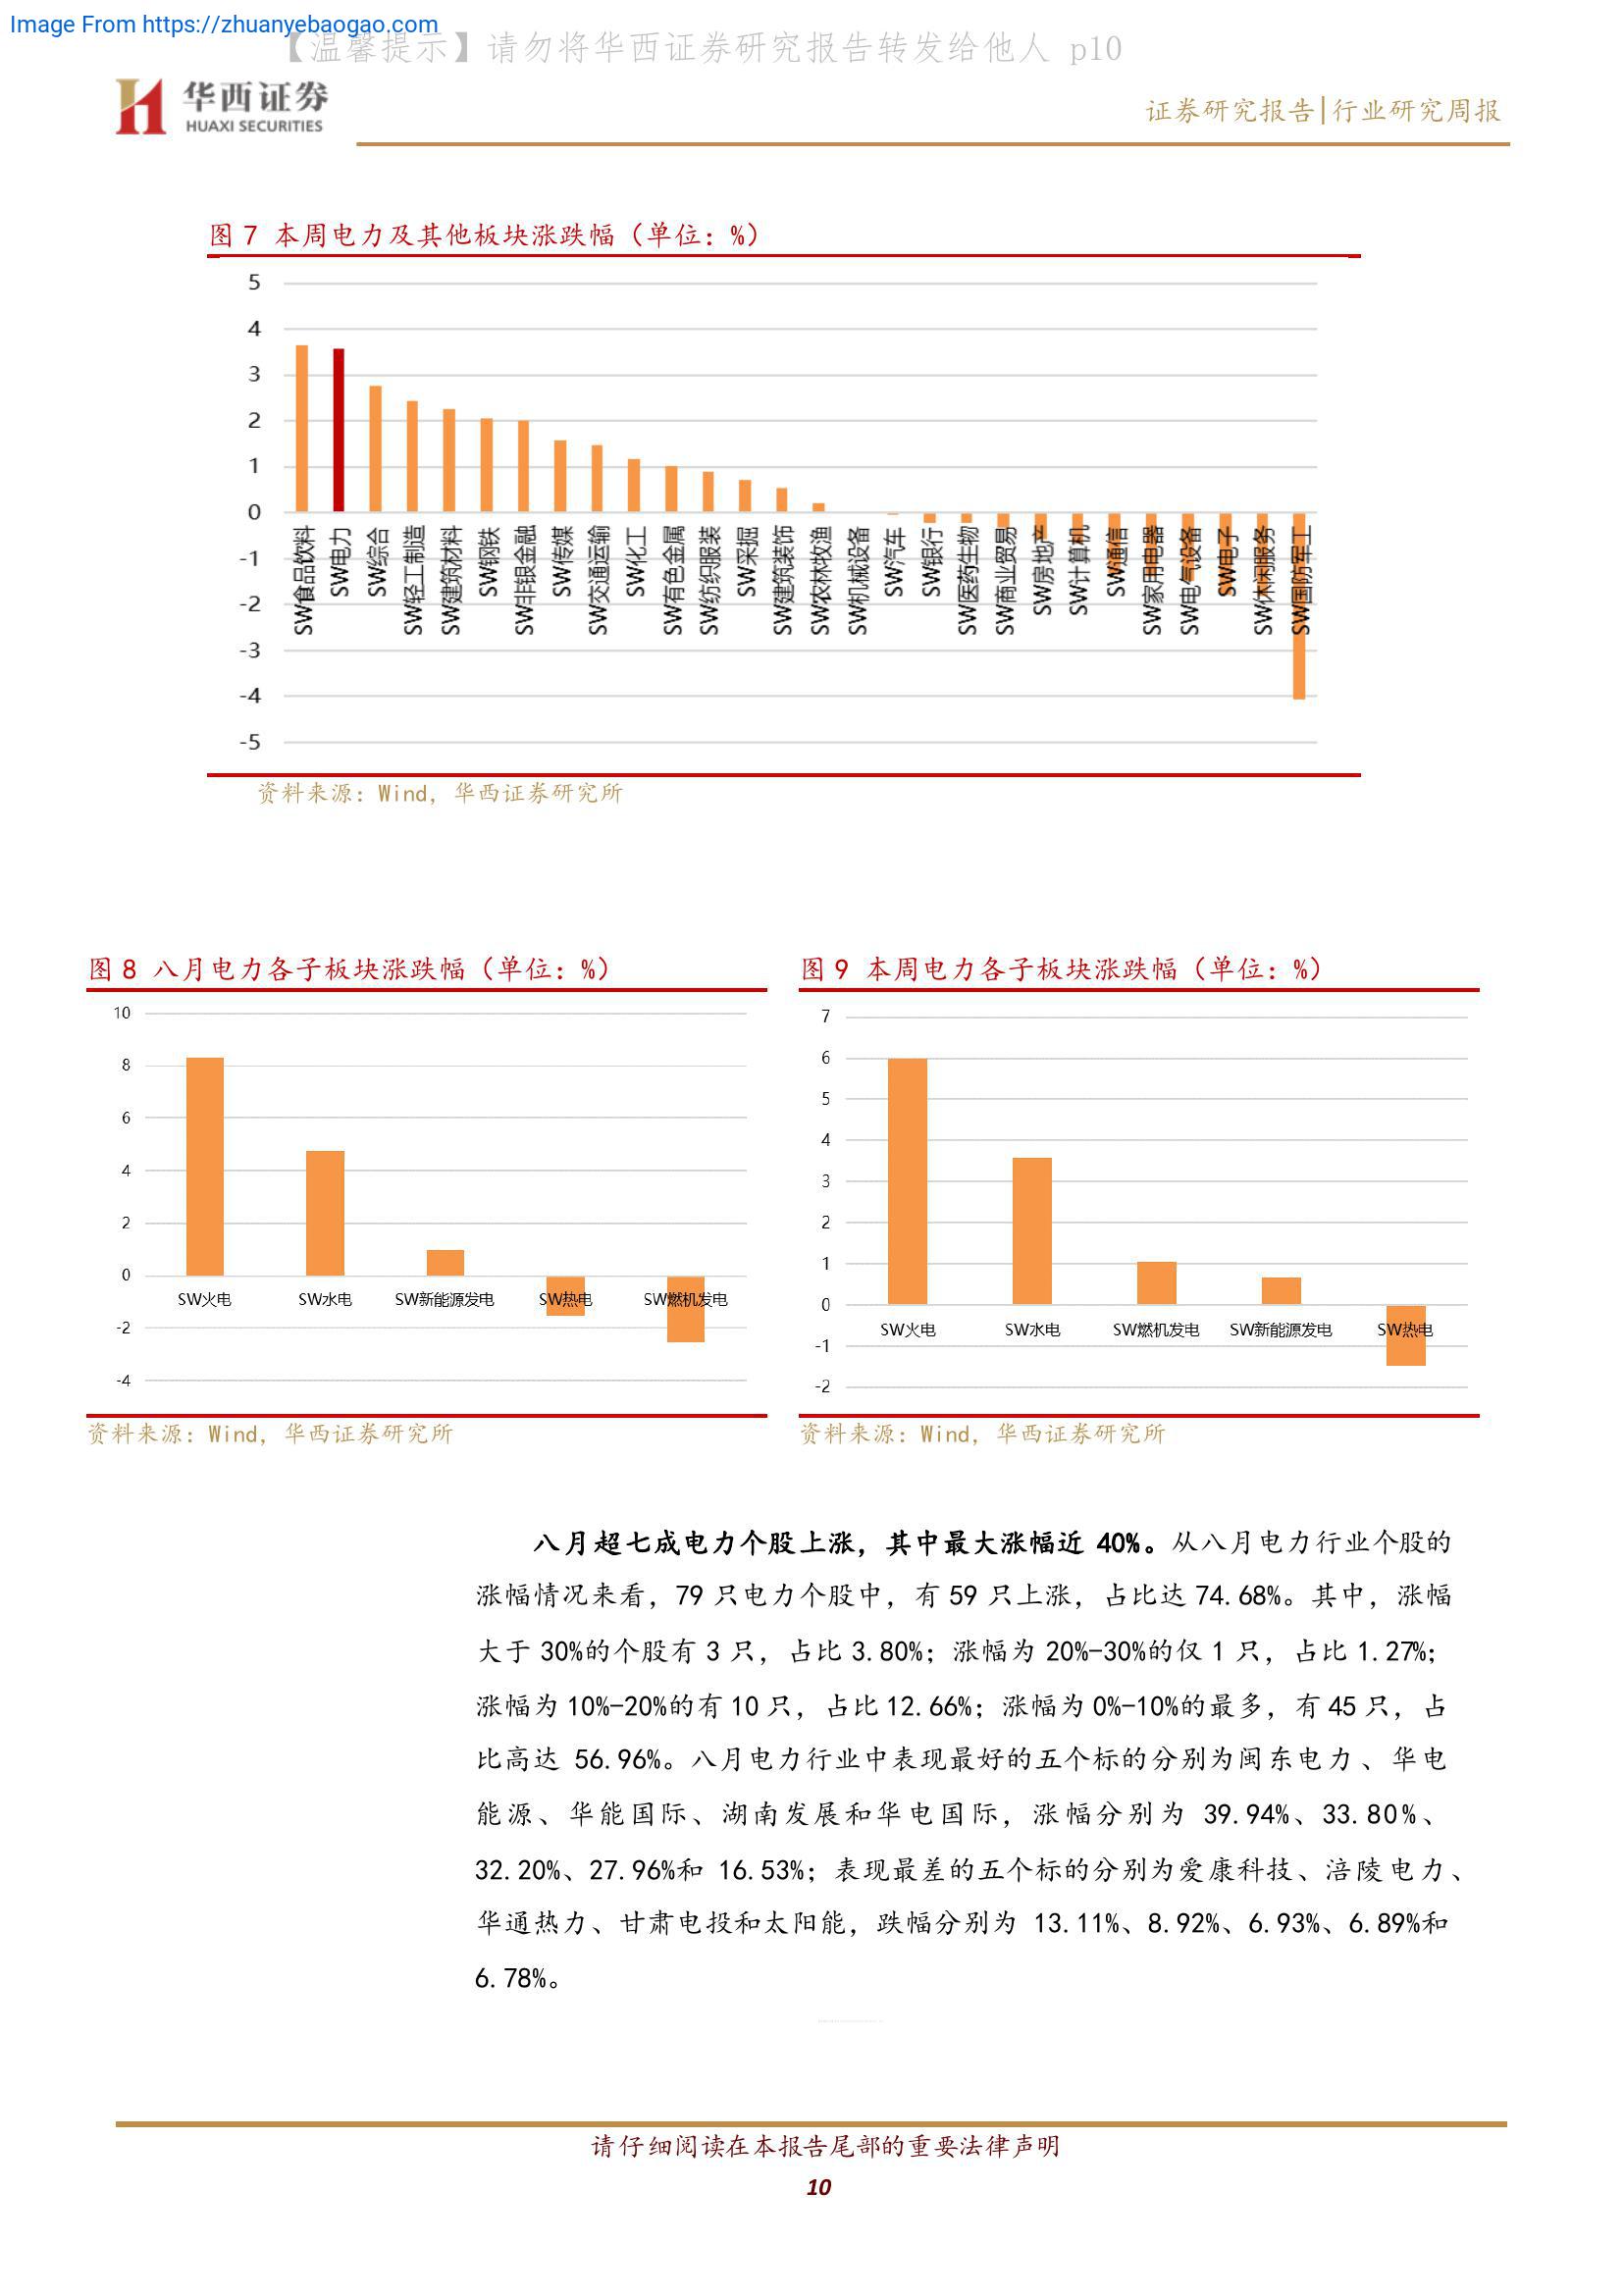 Image From https://zhuanyebaogao.com
【温馨提示】请勿将华西证券研究报告转发给他人 p10
华西证券
HUAXI SECURITIES
证券研究报告|行业研究周报
图 7 本周电力及其他板块涨跌幅（单位：%）
5
4
3
2
1
0
-1
-2
-3
-4
-5
SW食品饮料
SW电力
SW综合
SW轻工制造
SW建筑材料
SW钢铁
SW非银金融
SW传媒
SW交通运输
SW化工
SW有色金属
SW纺织服装
SW采掘
SW建筑装饰
SW农林牧渔
SW机械设备
SW汽车
SW银行
SW医药生物
SW商业贸易
SW房地产
SW计算机
SW通信
SW家用电器
SW电气设备
SW电子
SW休闲服务
SW国防军工
资料来源：Wind，华西证券研究所
图 8 八月电力各子板块涨跌幅（单位：%）
10
8
6
4
2
0
-2
-4
SW火电
SW水电
SW新能源发电
SW热电
SW燃机发电
资料来源：Wind，华西证券研究所
图 9 本周电力各子板块涨跌幅（单位：%）
7
6
5
4
3
2
1
0
-1
-2
SW火电
SW水电
SW燃机发电
SW新能源发电
SW热电
资料来源：Wind，华西证券研究所
八月超七成电力个股上涨，其中最大涨幅近 40%。从八月电力行业个股的
涨幅情况来看，79 只电力个股中，有 59 只上涨，占比达 74.68%。其中，涨幅
大于 30%的个股有 3 只，占比 3.80%；涨幅为 20%-30%的仅 1 只，占比 1.27%；
涨幅为 10%-20%的有 10 只，占比 12.66%；涨幅为 0%-10%的最多，有 45 只，占
比高达 56.96%。八月电力行业中表现最好的五个标的分别为闽东电力、华电
能源、华能国际、湖南发展和华电国际，涨幅分别为 39.94%、33.80%、
32.20%、27.96%和 16.53%；表现最差的五个标的分别为爱康科技、涪陵电力、
华通热力、甘肃电投和太阳能，跌幅分别为 13.11%、8.92%、6.93%、6.89%和
6.78%。
请仔细阅读在本报告尾部的重要法律声明
10